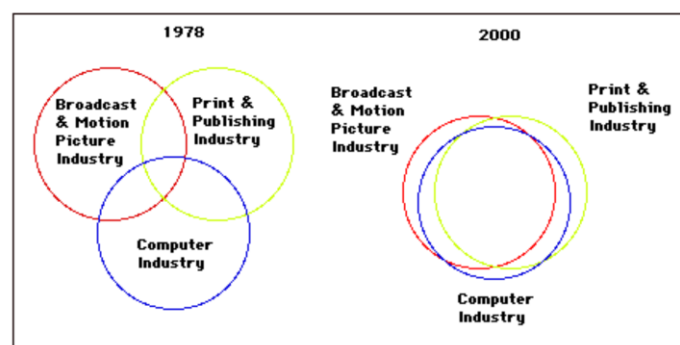 1978
Broadcast
& Motion
Picture
Industry
Print &
Publishing
Industry
Computer
Industry
2000
Broadcast
& Motion
Picture Industry
Print &
Publishing
Industry
Computer
Industry